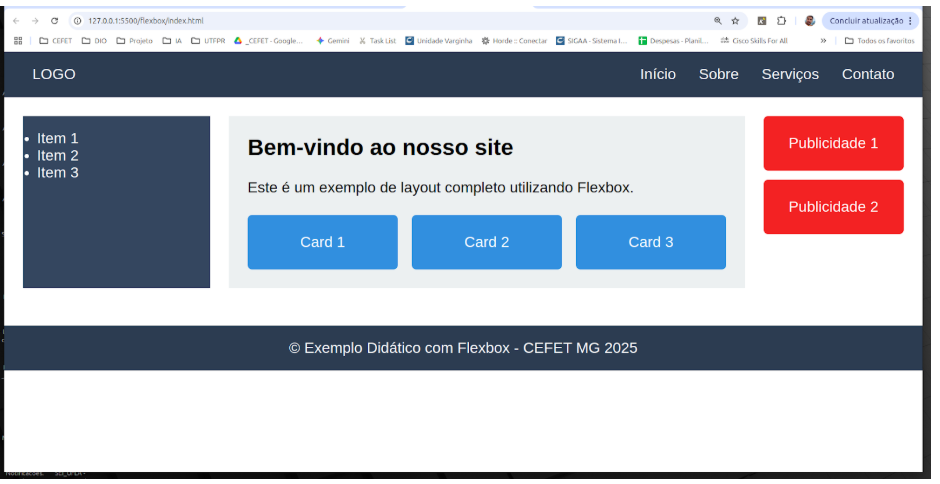 127.0.0.1:5500/flexbox/index.html
Concluir atualização
CEFET DIO Projeto IA UTFPR _CEFET - Google... Gemini Task List Unidade Varginha Horde :: Conectar SIGAA - Sistema I... Despesas - Planil... Cisco Skills For All » Todos os favoritos
LOGO Início Sobre Serviços Contato
Item 1
Item 2
Item 3
Bem-vindo ao nosso site
Este é um exemplo de layout completo utilizando Flexbox.
Card 1 Card 2 Card 3
Publicidade 1
Publicidade 2
© Exemplo Didático com Flexbox - CEFET MG 2025